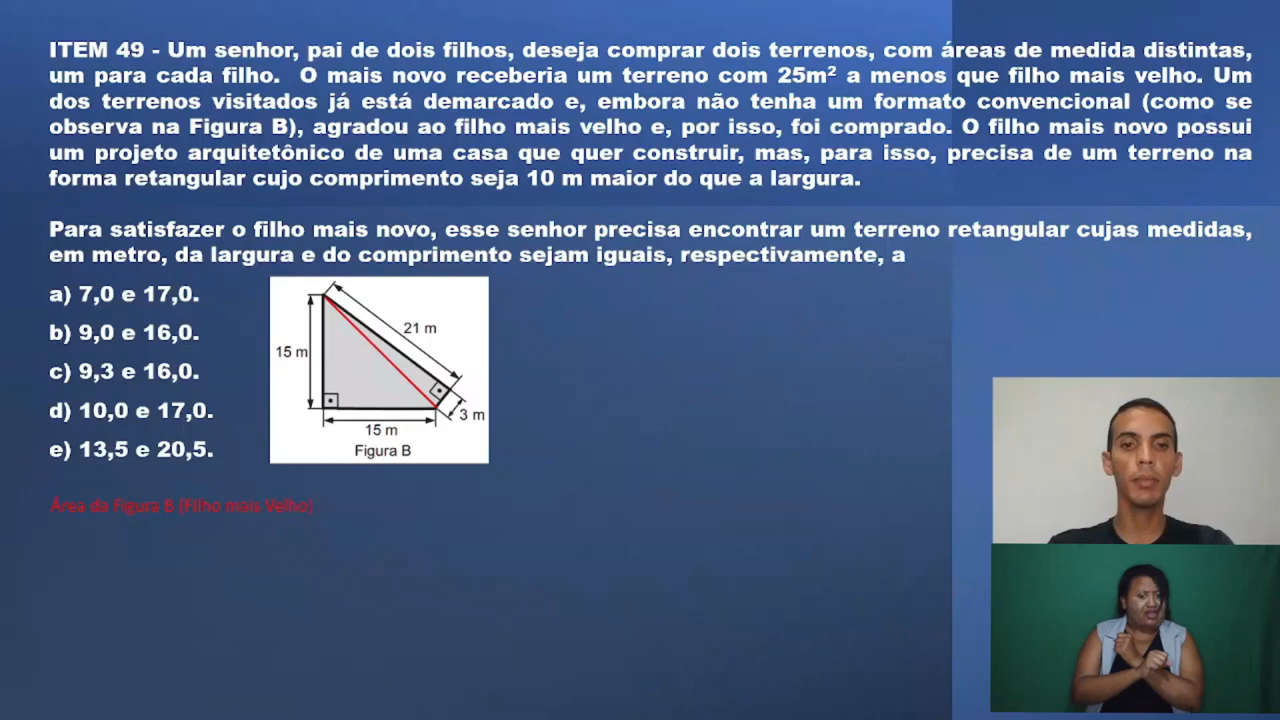 ITEM 49 - Um senhor, pai de dois filhos, deseja comprar dois terrenos, com áreas de medida distintas,
um para cada filho. O mais novo receberia um terreno com 25m² a menos que filho mais velho. Um
dos terrenos visitados já está demarcado e, embora não tenha um formato convencional (como se
observa na Figura B), agradou ao filho mais velho e, por isso, foi comprado. O filho mais novo possui
um projeto arquitetônico de uma casa que quer construir, mas, para isso, precisa de um terreno na
forma retangular cujo comprimento seja 10 m maior do que a largura.
Para satisfazer o filho mais novo, esse senhor precisa encontrar um terreno retangular cujas medidas,
em metro, da largura e do comprimento sejam iguais, respectivamente, a
a) 7,0 e 17,0.
b) 9,0 e 16,0.
c) 9,3 e 16,0.
d) 10,0 e 17,0.
e) 13,5 e 20,5.
21 m
15 m
3 m
15 m
Figura B
Área da Figura B (Filho mais Velho)